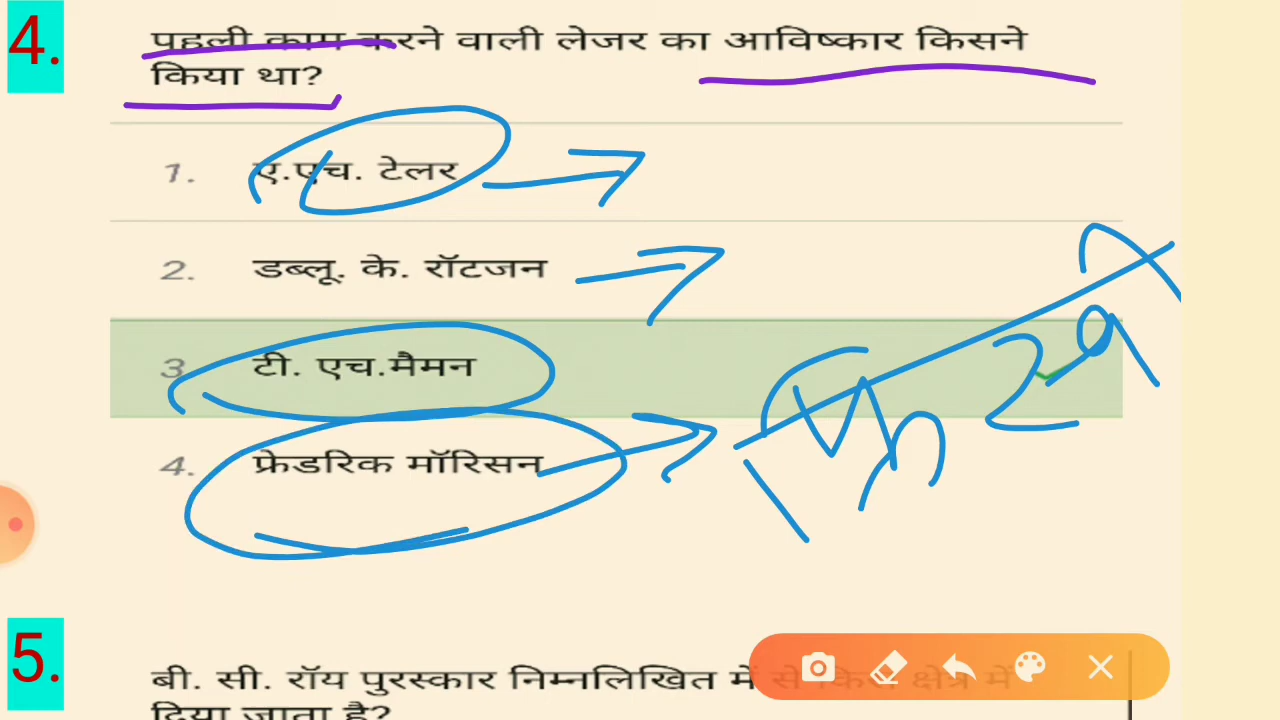 4.
पहली काम करने वाली लेजर का आविष्कार किसने
किया था?
1. ए.एच. टेलर
2. डब्लू. के. रॉटजन
3 टी. एच.मैमन
4. फ्रेडरिक मॉरिसन
5.
बी. सी. रॉय पुरस्कार निम्नलिखित में से किस क्षेत्र में
दिया जाता है?